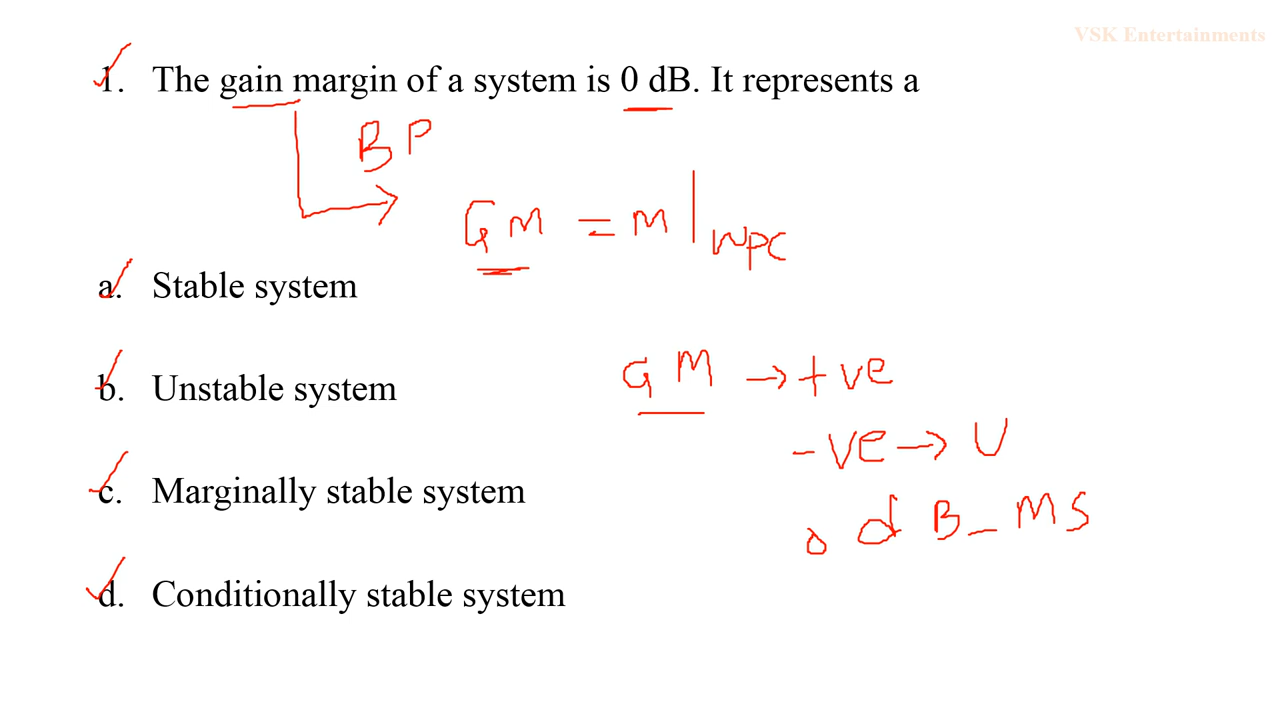 VSK Entertainments
1. The gain margin of a system is 0 dB. It represents a
BP
GM = M | WPC
a. Stable system
GM → +ve
b. Unstable system
-ve → U
c. Marginally stable system
0 dB - MS
d. Conditionally stable system